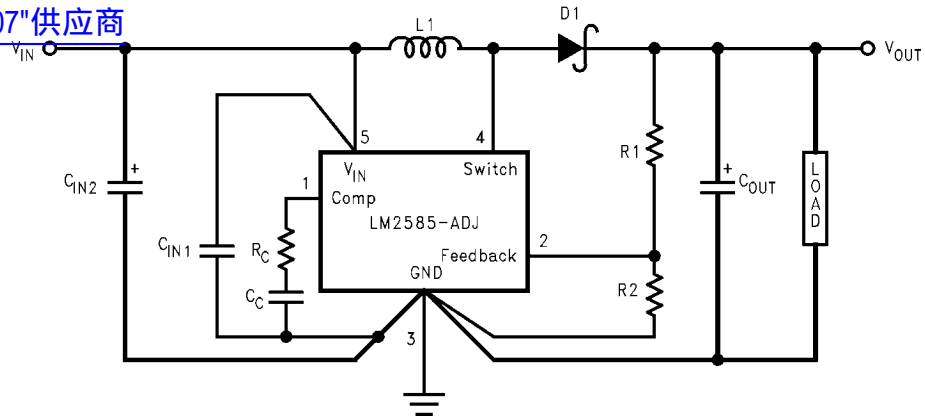 07"供应商
L1
D1
VIN
VOUT
5
4
R1
VIN
Switch
CIN2
+
1
Comp
+
COUT
LOAD
LM2585-ADJ
CIN1
RC
2
Feedback
GND
CC
R2
3